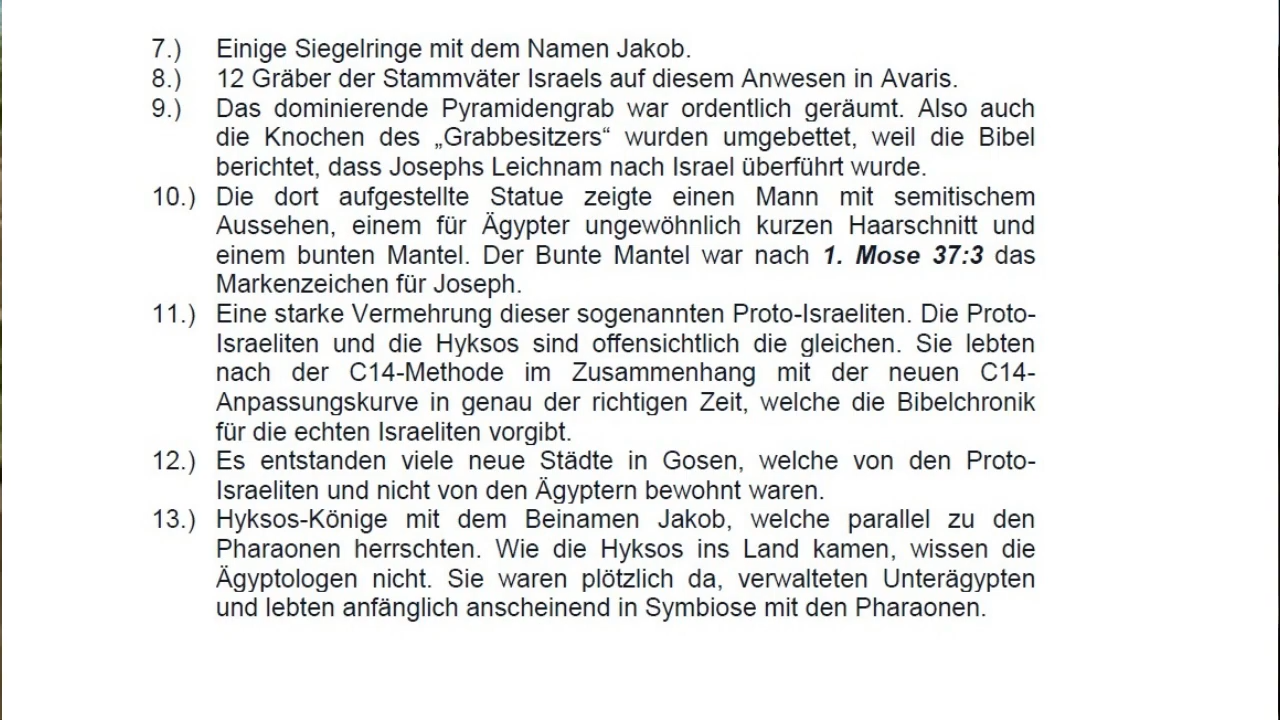 7.) Einige Siegelringe mit dem Namen Jakob.
8.) 12 Gräber der Stammväter Israels auf diesem Anwesen in Avaris.
9.) Das dominierende Pyramidengrab war ordentlich geräumt. Also auch
die Knochen des „Grabbesitzers“ wurden umgebettet, weil die Bibel
berichtet, dass Josephs Leichnam nach Israel überführt wurde.
10.) Die dort aufgestellte Statue zeigte einen Mann mit semitischem
Aussehen, einem für Ägypter ungewöhnlich kurzen Haarschnitt und
einem bunten Mantel. Der Bunte Mantel war nach 1. Mose 37:3 das
Markenzeichen für Joseph.
11.) Eine starke Vermehrung dieser sogenannten Proto-Israeliten. Die Proto-
Israeliten und die Hyksos sind offensichtlich die gleichen. Sie lebten
nach der C14-Methode im Zusammenhang mit der neuen C14-
Anpassungskurve in genau der richtigen Zeit, welche die Bibelchronik
für die echten Israeliten vorgibt.
12.) Es entstanden viele neue Städte in Gosen, welche von den Proto-
Israeliten und nicht von den Ägyptern bewohnt waren.
13.) Hyksos-Könige mit dem Beinamen Jakob, welche parallel zu den
Pharaonen herrschten. Wie die Hyksos ins Land kamen, wissen die
Ägyptologen nicht. Sie waren plötzlich da, verwalteten Unterägypten
und lebten anfänglich anscheinend in Symbiose mit den Pharaonen.